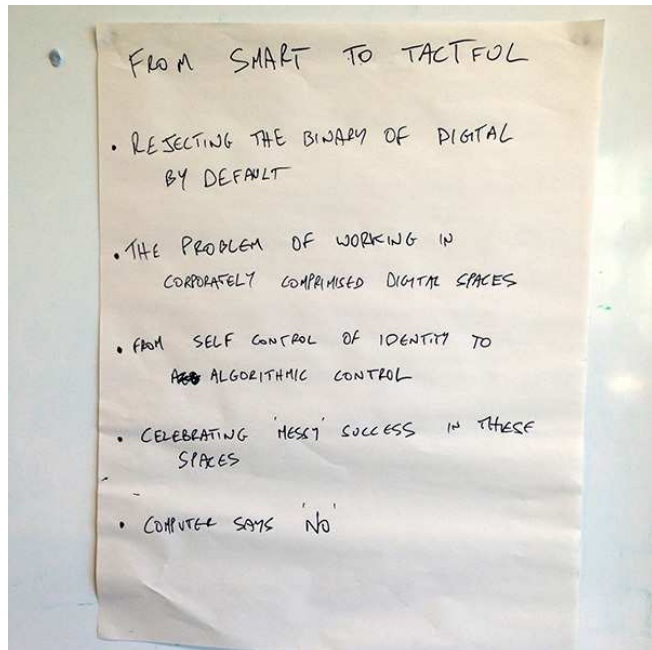 FROM SMART TO TACTFUL
• REJECTING THE BINARY OF DIGITAL
BY DEFAULT
• THE PROBLEM OF WORKING IN
CORPORATELY COMPRIMISED DIGITAL SPACES
• FROM SELF CONTROL OF IDENTITY TO
ALGORITHMIC CONTROL
• CELEBRATING 'MESSY' SUCCESS IN THESE
SPACES
• COMPUTER SAYS 'NO'